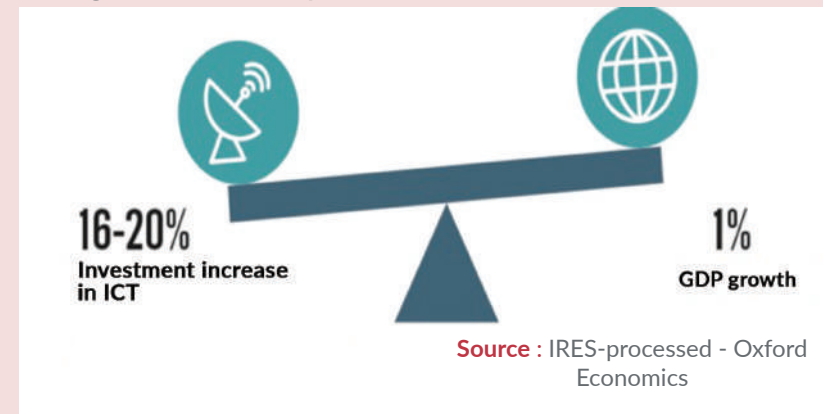 16-20%
Investment increase
in ICT
1%
GDP growth
Source : IRES-processed - Oxford
Economics